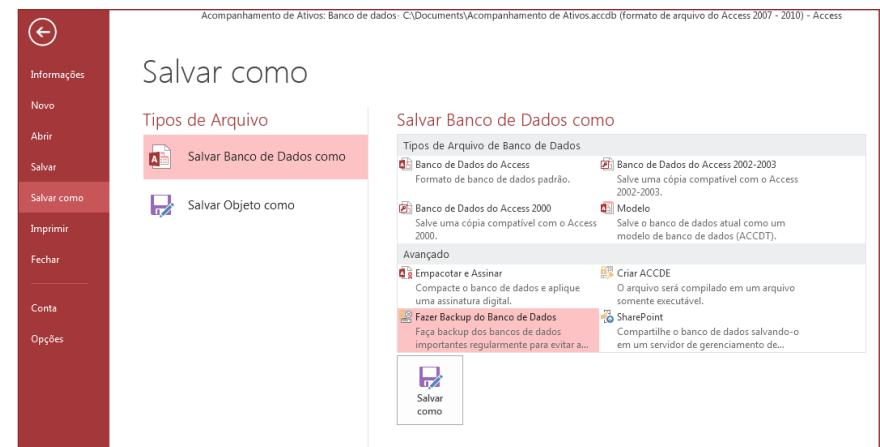 Acompanhamento de Ativos: Banco de dados- C:\Documents\Acompanhamento de Ativos.accdb (formato de arquivo do Access 2007 - 2010) - Access
Informações
Novo
Abrir
Salvar
Salvar como
Imprimir
Fechar
Conta
Opções
Salvar como
Tipos de Arquivo
Salvar Banco de Dados como
Salvar Objeto como
Salvar Banco de Dados como
Tipos de Arquivo de Banco de Dados
Banco de Dados do Access
Formato de banco de dados padrão.
Banco de Dados do Access 2002-2003
Salve uma cópia compatível com o Access
2002-2003.
Banco de Dados do Access 2000
Salve uma cópia compatível com o Access
2000.
Modelo
Salve o banco de dados atual como um
modelo de banco de dados (ACCDT).
Avançado
Empacotar e Assinar
Compacte o banco de dados e aplique
uma assinatura digital.
Criar ACCDE
O arquivo será compilado em um arquivo
somente executável.
Fazer Backup do Banco de Dados
Faça backup dos bancos de dados
importantes regularmente para evitar a...
SharePoint
Compartilhe o banco de dados salvando-o
em um servidor de gerenciamento de...
Salvar
como